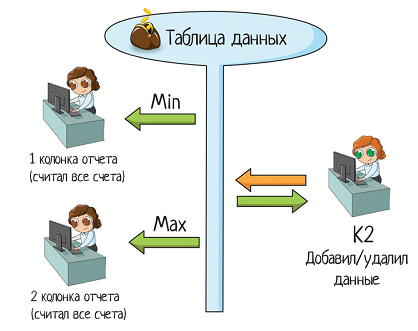 Таблица данных
Min
1 колонка отчета
(считал все счета)
Max
К2
Добавил/удалил
данные
2 колонка отчета
(считал все счета)